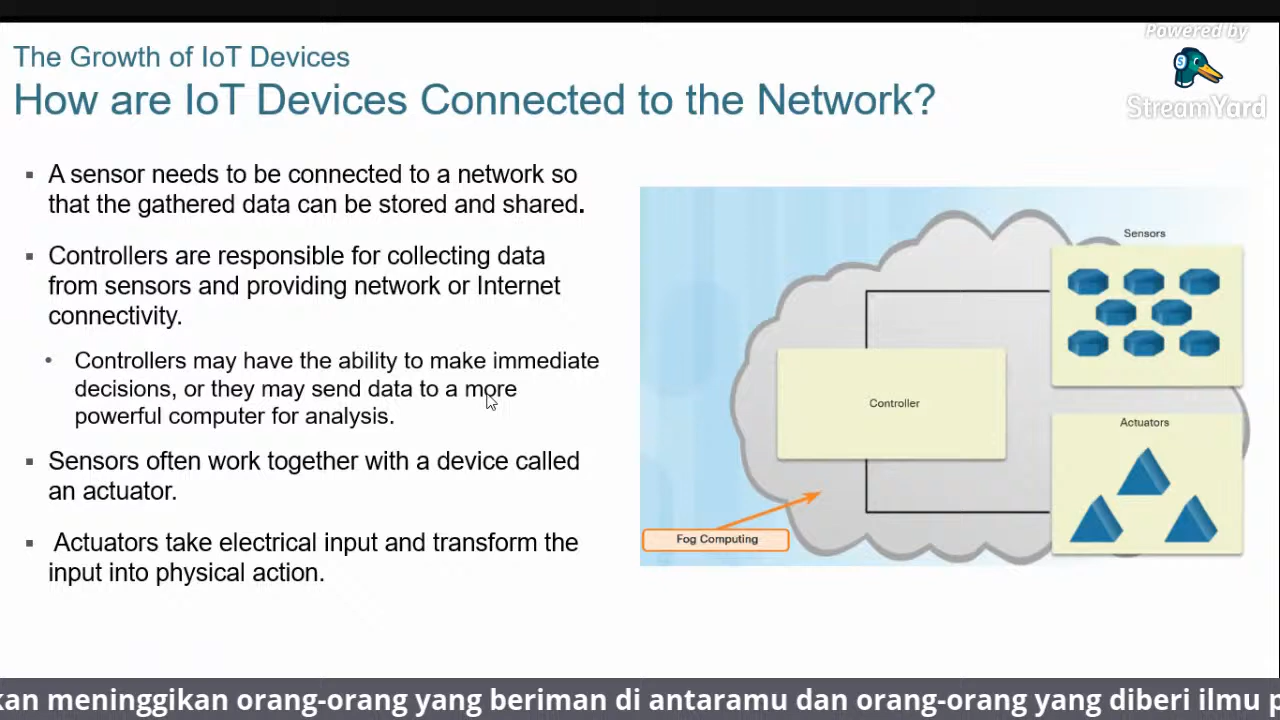 Powered by
StreamYard
The Growth of IoT Devices
How are IoT Devices Connected to the Network?
▪ A sensor needs to be connected to a network so
that the gathered data can be stored and shared.
▪ Controllers are responsible for collecting data
from sensors and providing network or Internet
connectivity.
• Controllers may have the ability to make immediate
decisions, or they may send data to a more
powerful computer for analysis.
▪ Sensors often work together with a device called
an actuator.
▪ Actuators take electrical input and transform the
input into physical action.
Sensors
Controller
Actuators
Fog Computing
kan meninggikan orang-orang yang beriman di antaramu dan orang-orang yang diberi ilmu p